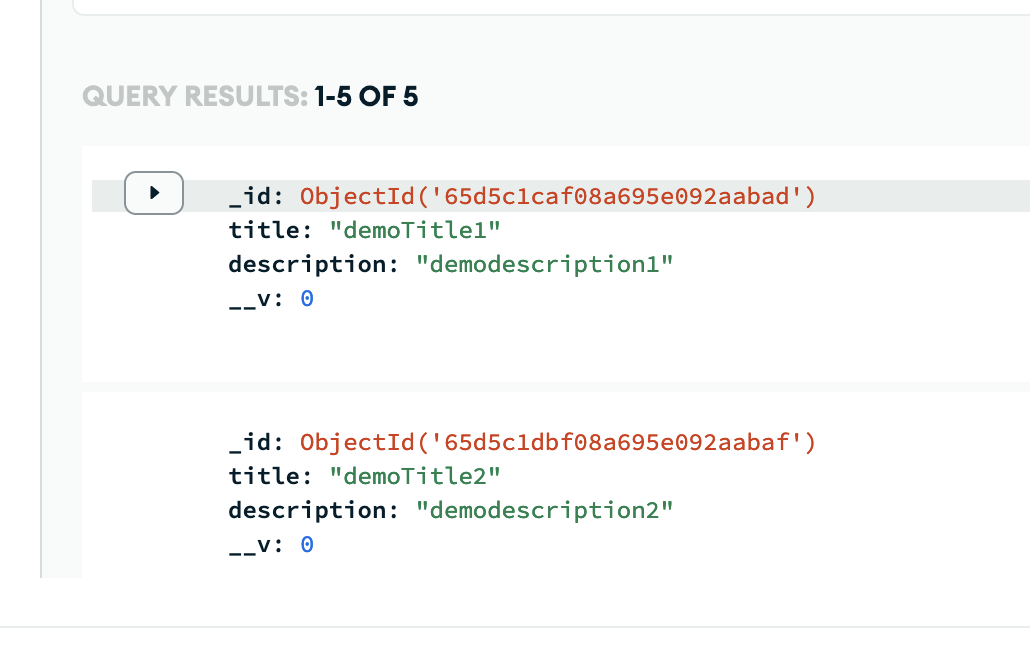 QUERY RESULTS: 1-5 OF 5
_id: ObjectId('65d5c1caf08a695e092aabad')
title: "demoTitle1"
description: "demodescription1"
__v: 0
_id: ObjectId('65d5c1dbf08a695e092aabaf')
title: "demoTitle2"
description: "demodescription2"
__v: 0